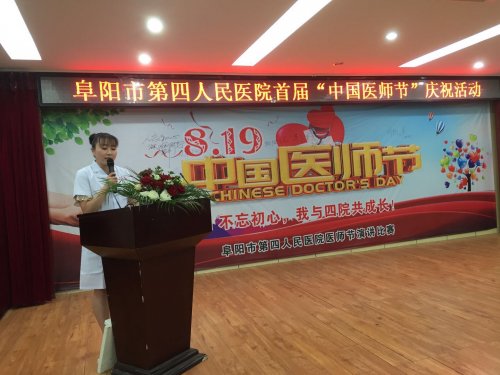 阜阳市第四人民医院首届“中国医师节”庆祝活动
8.19
中国医师节
CHINESE DOCTOR'S DAY
不忘初心，我与四院共成长！
阜阳市第四人民医院医师节演讲比赛